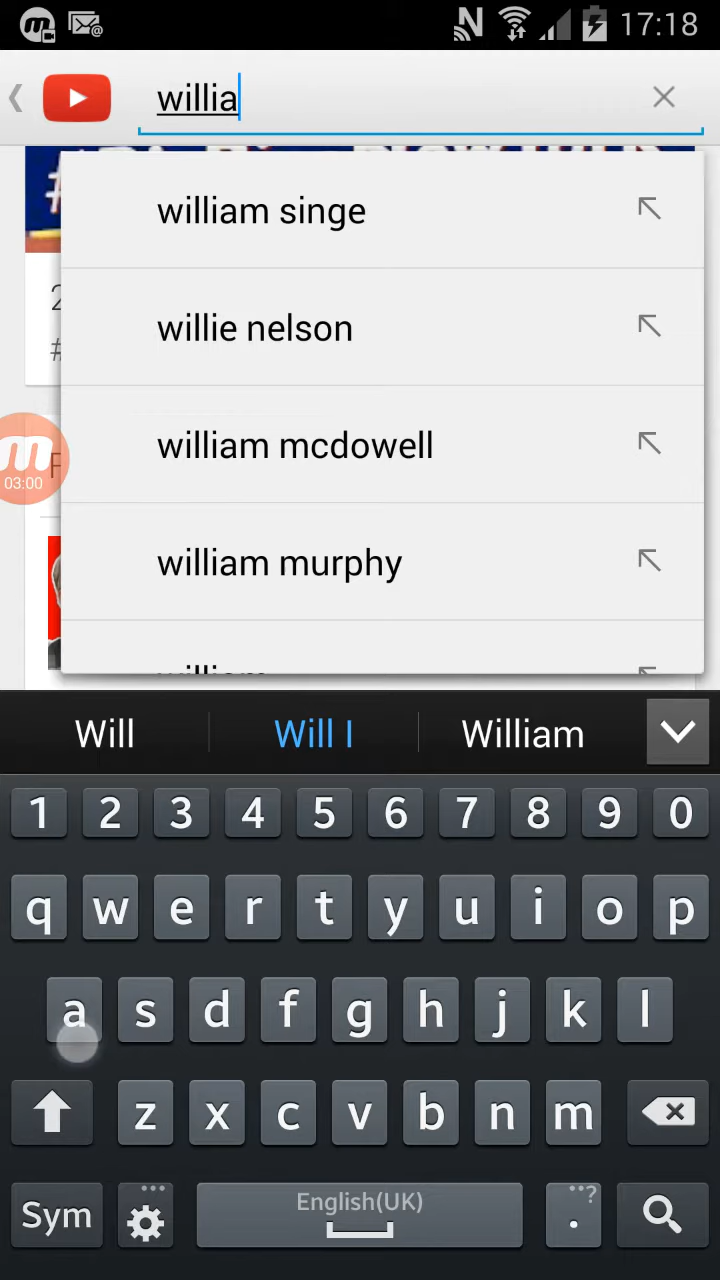 17:18
willia
william singe
willie nelson
william mcdowell
william murphy
william
03:00
Will Will I William
1 2 3 4 5 6 7 8 9 0
q w e r t y u i o p
a s d f g h j k l
z x c v b n m
Sym English(UK) . ?